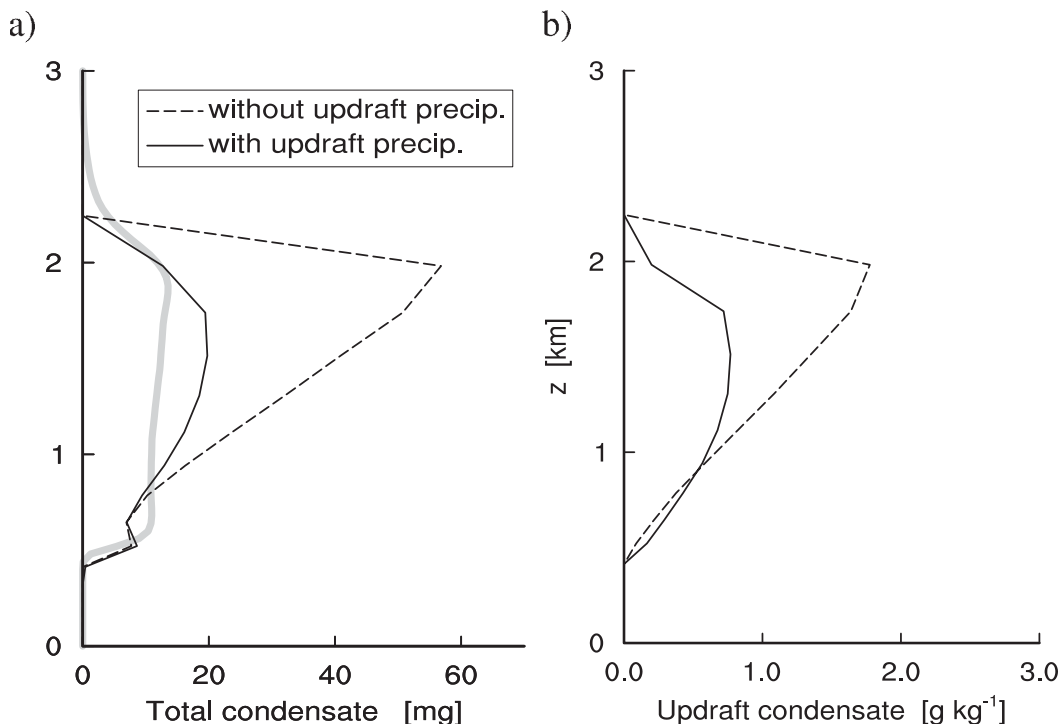 a)
3
without updraft precip.
with updraft precip.
2
1
0
0 20 40 60
Total condensate [mg]
b)
3
2
z [km]
1
0
0.0 1.0 2.0 3.0
Updraft condensate [g kg⁻¹]